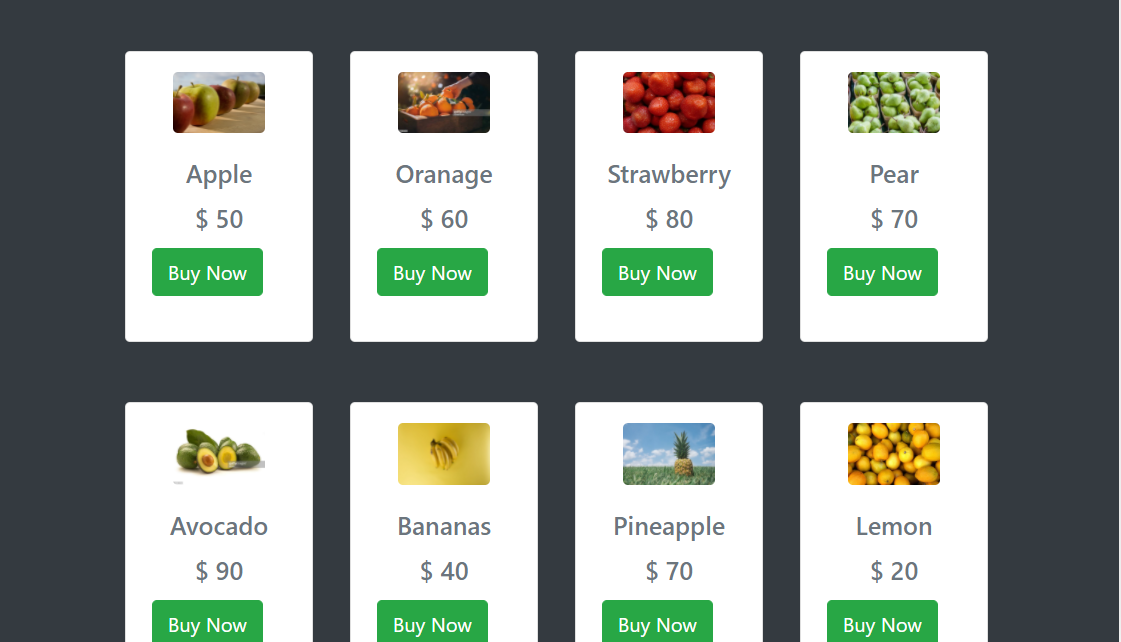 Apple
$ 50
Buy Now
Oranage
$ 60
Buy Now
Strawberry
$ 80
Buy Now
Pear
$ 70
Buy Now
Avocado
$ 90
Buy Now
Bananas
$ 40
Buy Now
Pineapple
$ 70
Buy Now
Lemon
$ 20
Buy Now